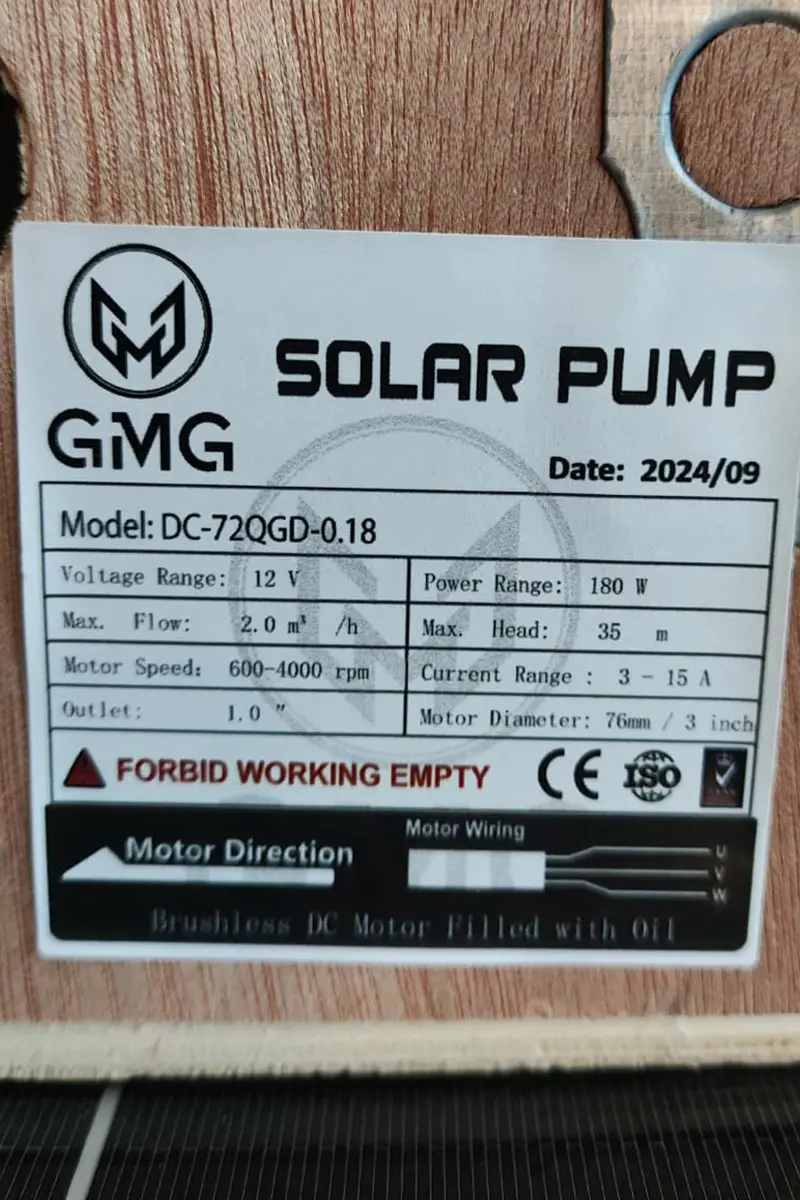 GMG
SOLAR PUMP
Date: 2024/09
Model: DC-72QGD-0.18
Voltage Range: 12 V
Power Range: 180 W
Max. Flow: 2.0 m³ /h
Max. Head: 35 m
Motor Speed: 600-4000 rpm
Current Range : 3 - 15 A
Outlet: 1.0 "
Motor Diameter: 76mm / 3 inch
FORBID WORKING EMPTY
CE ISO
Motor Direction
Motor Wiring
U
V
W
Brushless DC Motor Filled with Oil